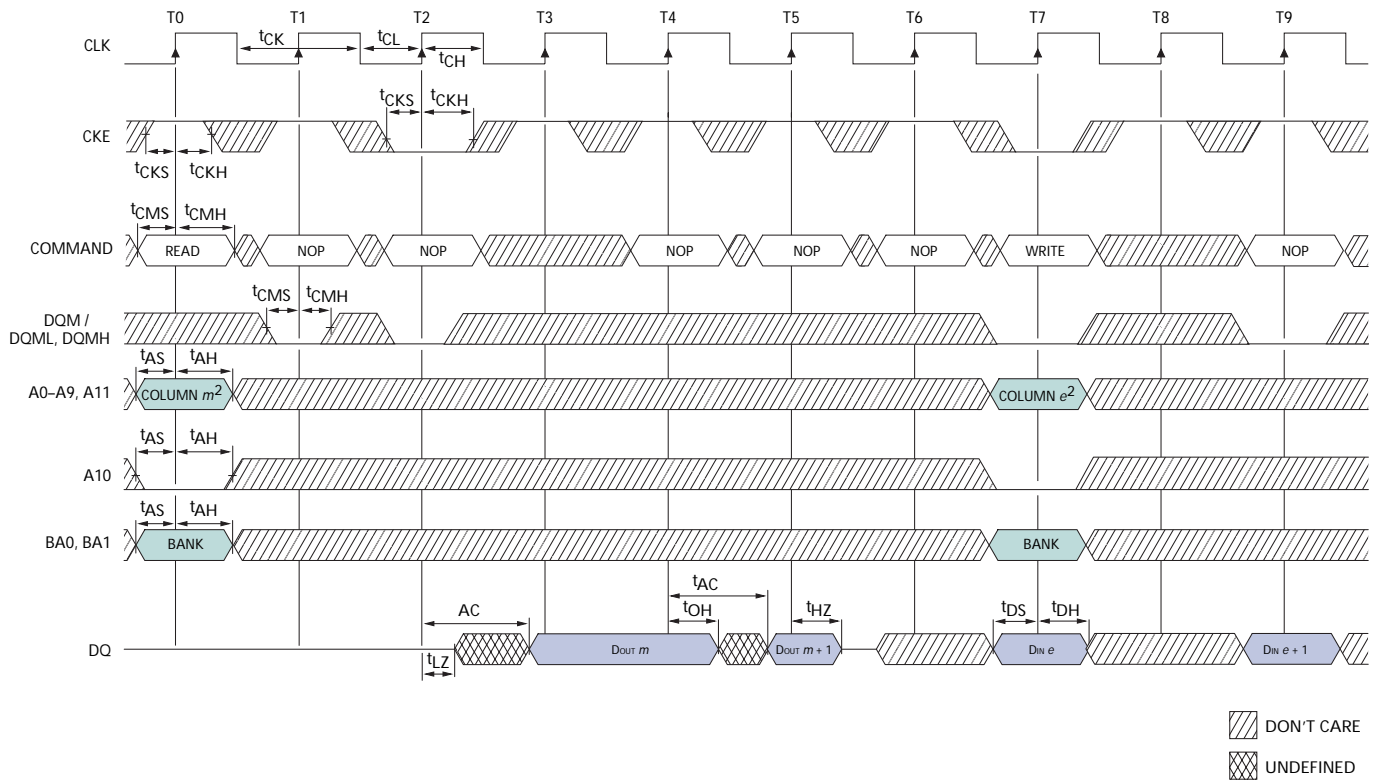 T0 T1 T2 T3 T4 T5 T6 T7 T8 T9
CLK
tCK tCL
tCH
tCKS tCKH
CKE
tCKS tCKH
tCMS tCMH
COMMAND READ NOP NOP NOP NOP NOP WRITE NOP
tCMS tCMH
DQM /
DQML, DQMH
tAS tAH
A0–A9, A11 COLUMN m2 COLUMN e2
tAS tAH
A10
tAS tAH
BA0, BA1 BANK BANK
tAC
AC tOH tHZ tDS tDH
DQ DOUT m DOUT m + 1 DIN e DIN e + 1
tLZ
DON'T CARE
UNDEFINED